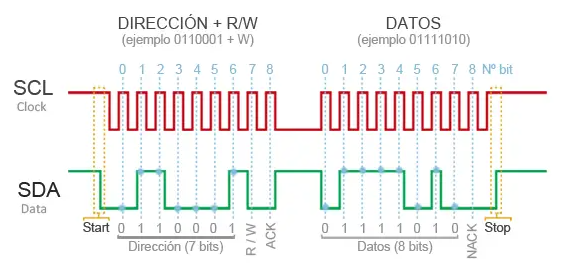 DIRECCIÓN + R/W
(ejemplo 0110001 + W)
DATOS
(ejemplo 01111010)
0 1 2 3 4 5 6 7 8
0 1 2 3 4 5 6 7 8 Nº bit
SCL
Clock
SDA
Data
Start
0 1 1 0 0 0 1 R / W ACK
Dirección (7 bits)
0 1 1 1 1 0 1 0 NACK
Datos (8 bits)
Stop